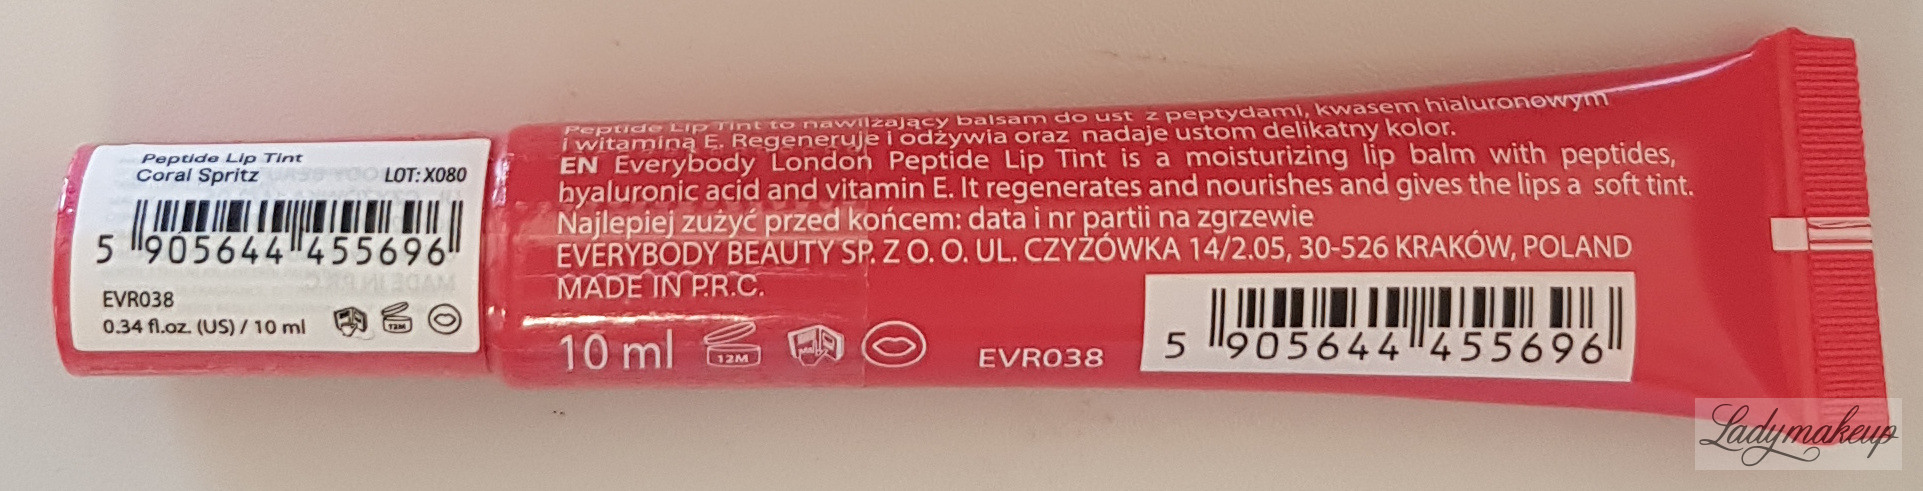 Peptide Lip Tint
Coral Spritz LOT: X080
5 905644 455696
EVR038
0.34 fl.oz. (US) / 10 ml
12M
Peptide Lip Tint to nawilżający balsam do ust z peptydami, kwasem hialuronowym
i witaminą E. Regeneruje i odżywia oraz nadaje ustom delikatny kolor.
EN Everybody London Peptide Lip Tint is a moisturizing lip balm with peptides,
hyaluronic acid and vitamin E. It regenerates and nourishes and gives the lips a soft tint.
Najlepiej zużyć przed końcem: data i nr partii na zgrzewie
EVERYBODY BEAUTY SP. Z O. O. UL. CZYŻÓWKA 14/2.05, 30-526 KRAKÓW, POLAND
MADE IN P.R.C.
10 ml 12M peel EVR038
5 905644 455696
Ladymakeup